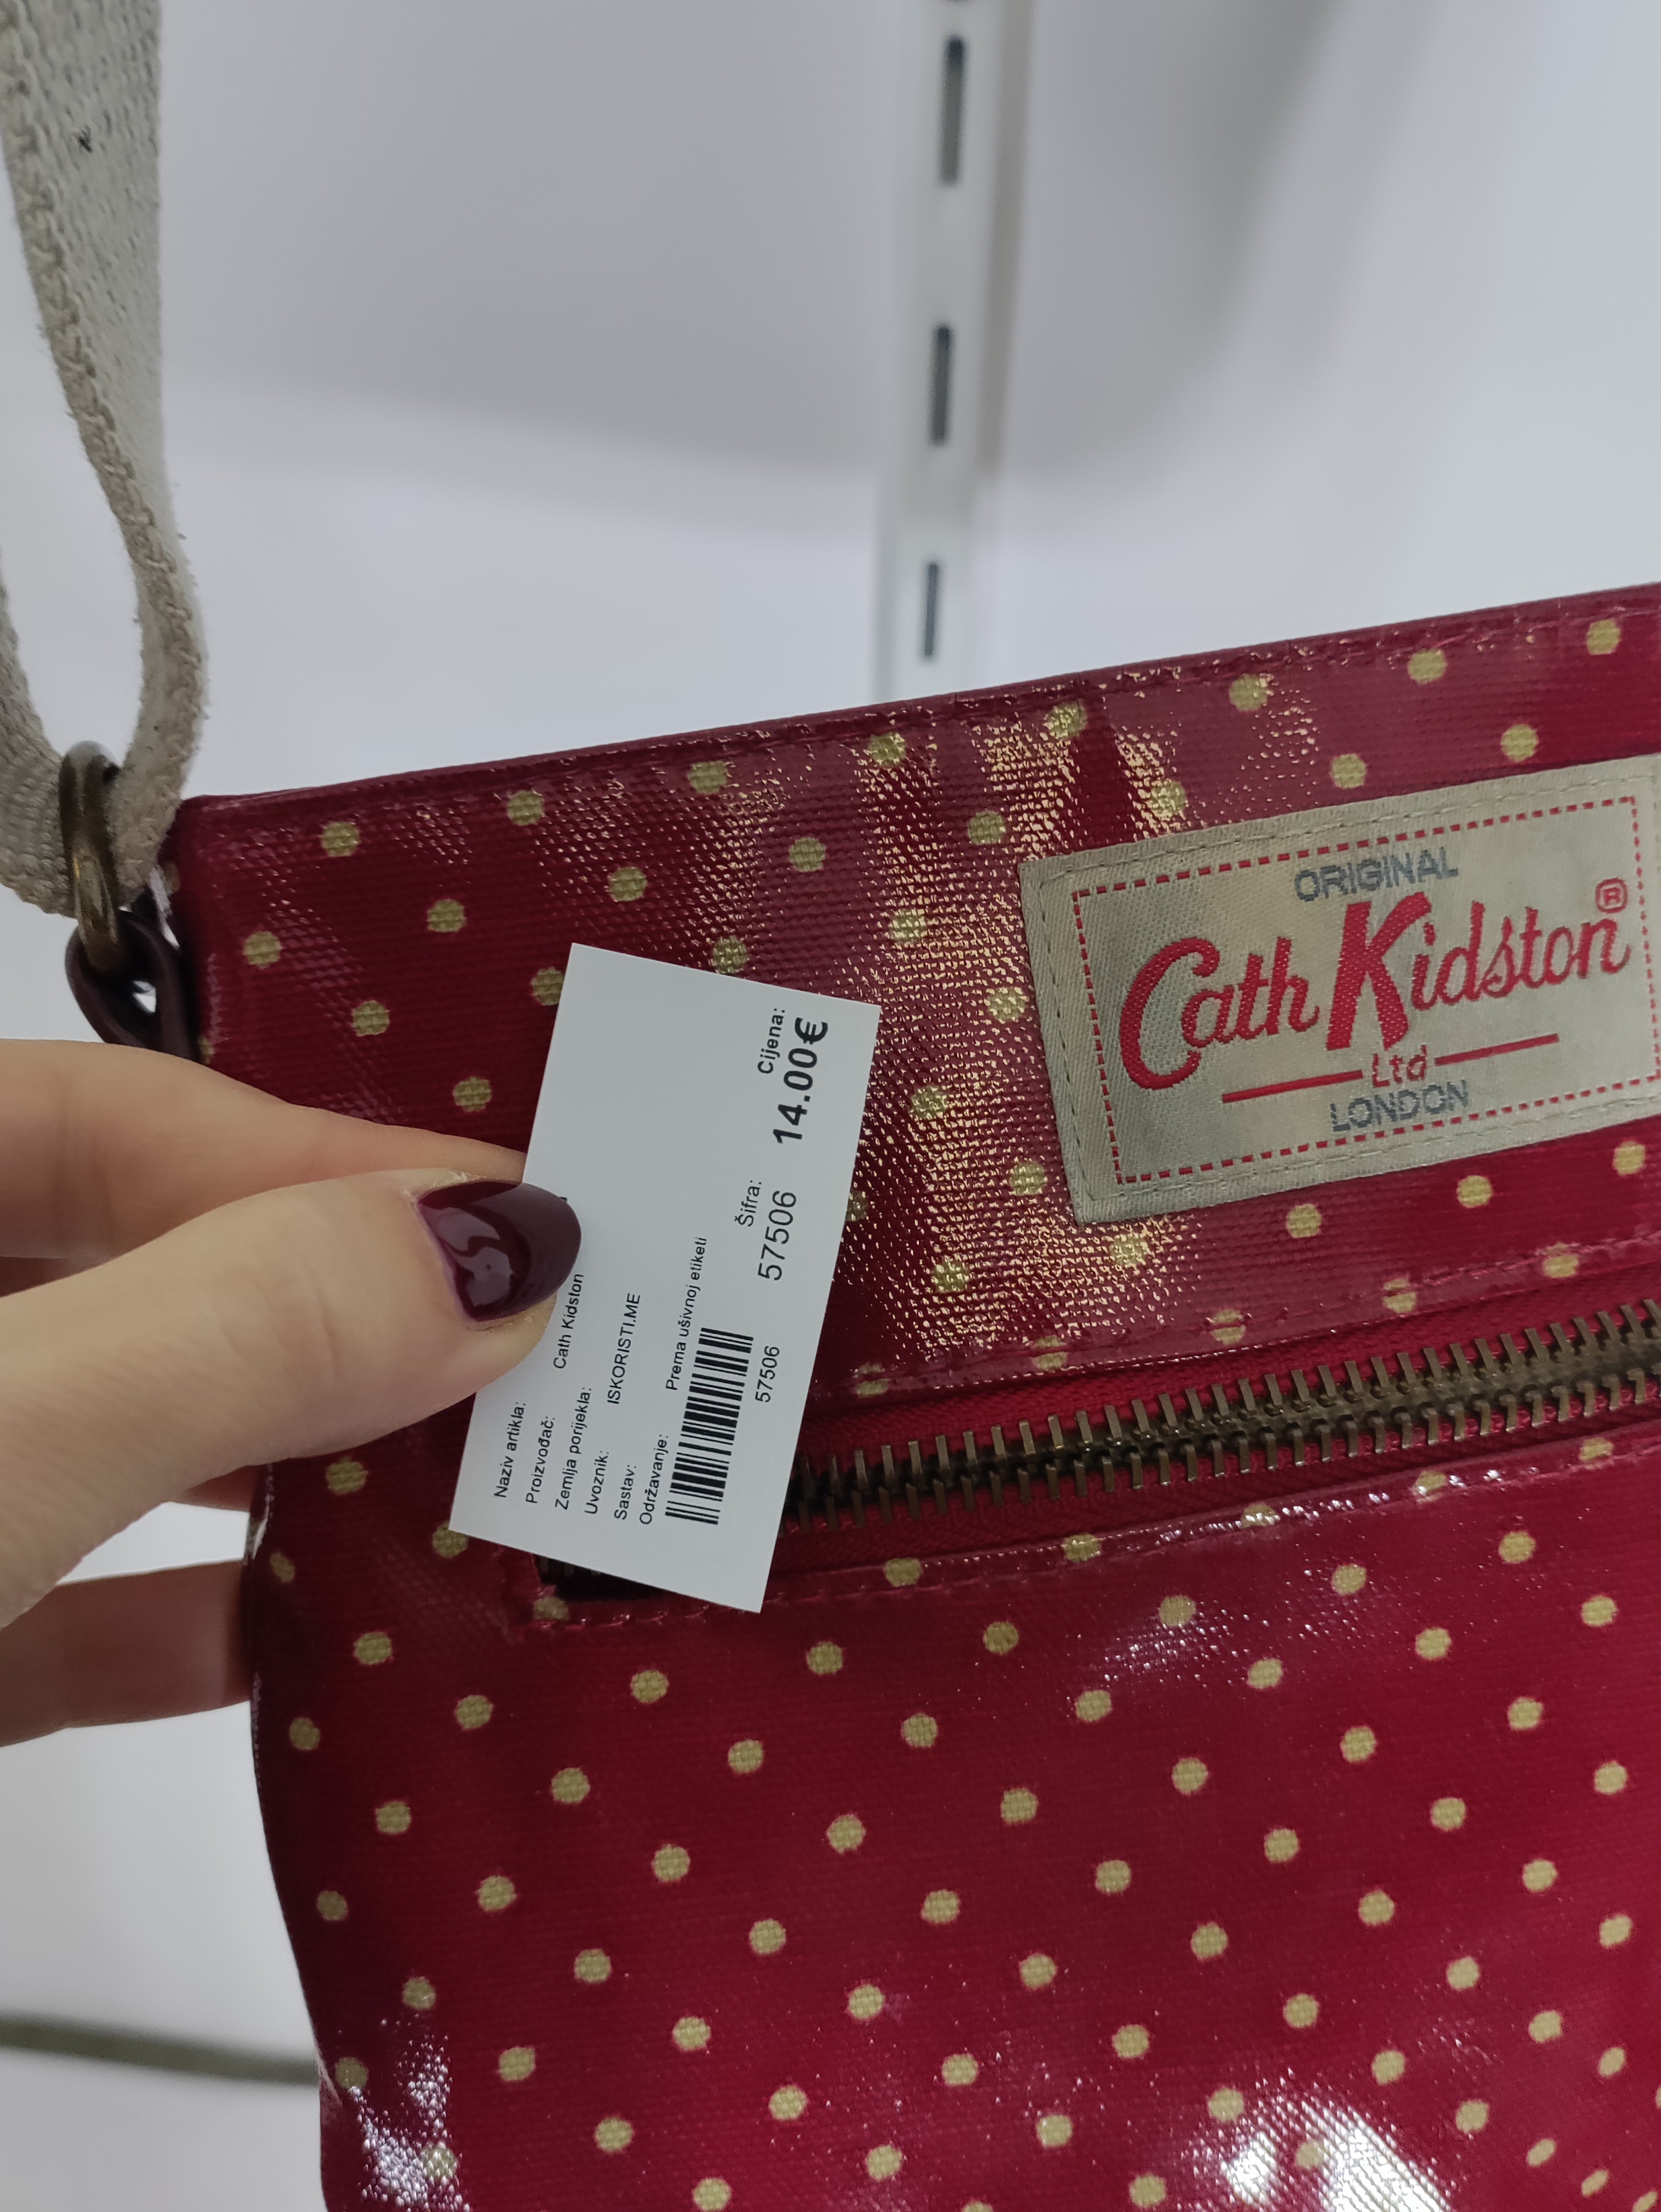 ORIGINAL
Cath Kidston®
Ltd
LONDON
Naziv artikla:
Proizvođač: Cath Kidston
Zemlja porijekla:
Uvoznik: ISKORISTI.ME
Sastav:
Održavanje: Prema ušivnoj etiketi
57506
Šifra:
57506
Cijena:
14.00€